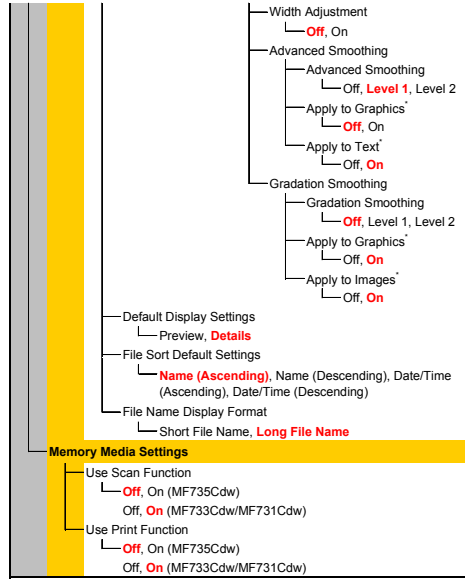 Width Adjustment
Off, On
Advanced Smoothing
Advanced Smoothing
Off, Level 1, Level 2
Apply to Graphics*
Off, On
Apply to Text*
Off, On
Gradation Smoothing
Gradation Smoothing
Off, Level 1, Level 2
Apply to Graphics*
Off, On
Apply to Images*
Off, On
Default Display Settings
Preview, Details
File Sort Default Settings
Name (Ascending), Name (Descending), Date/Time
(Ascending), Date/Time (Descending)
File Name Display Format
Short File Name, Long File Name
Memory Media Settings
Use Scan Function
Off, On (MF735Cdw)
Off, On (MF733Cdw/MF731Cdw)
Use Print Function
Off, On (MF735Cdw)
Off, On (MF733Cdw/MF731Cdw)